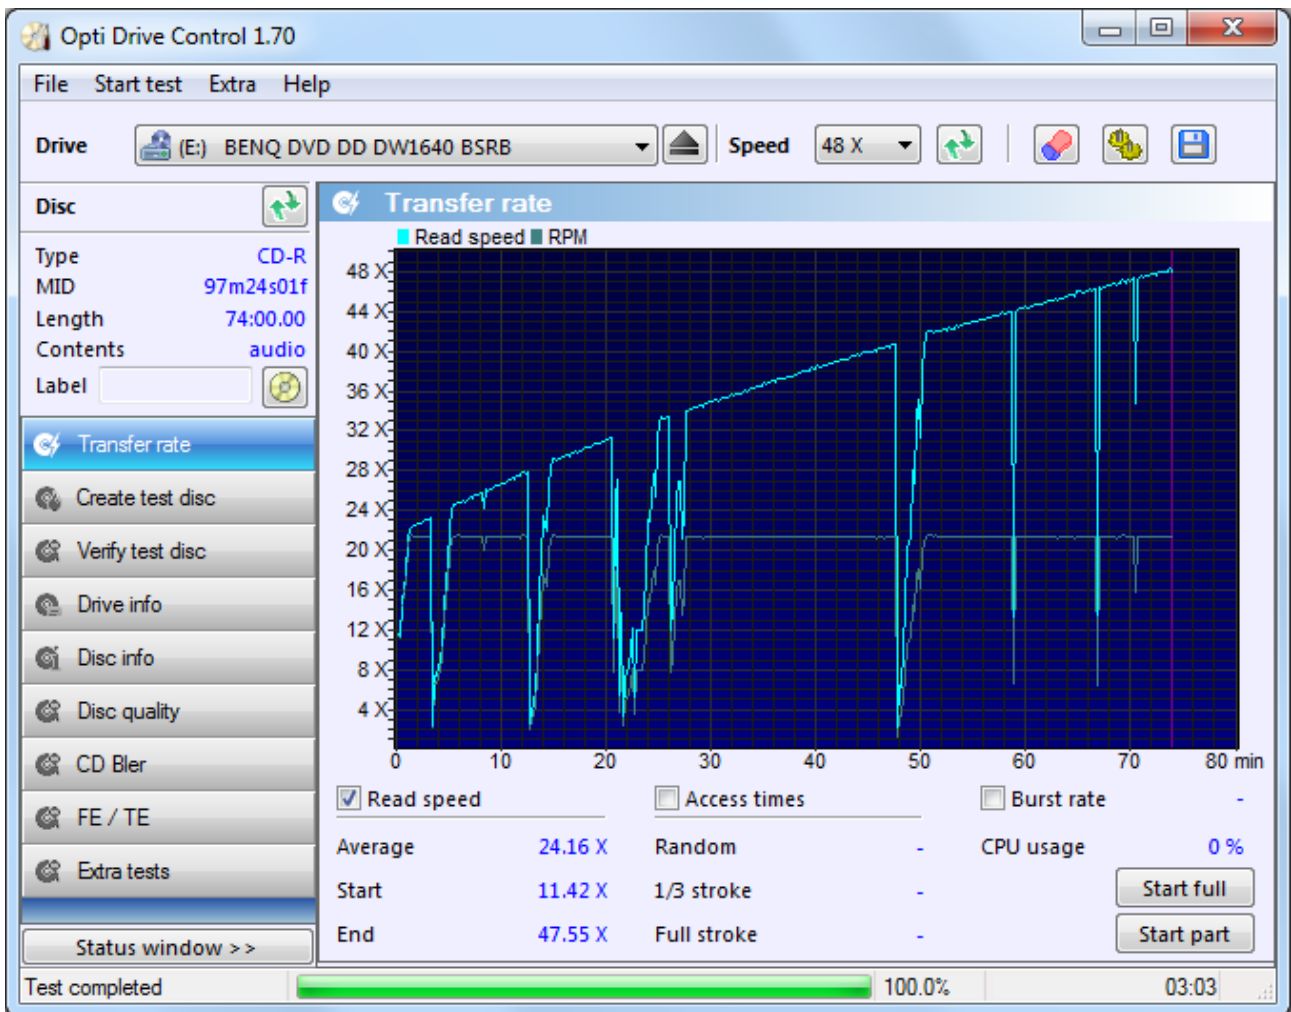 Opti Drive Control 1.70
File Start test Extra Help
Drive (E:) BENQ DVD DD DW1640 BSRB Speed 48 X
Disc
Type CD-R
MID 97m24s01f
Length 74:00.00
Contents audio
Label
Transfer rate
Create test disc
Verify test disc
Drive info
Disc info
Disc quality
CD Bler
FE / TE
Extra tests
Status window >>
Transfer rate
Read speed RPM
48 X
44 X
40 X
36 X
32 X
28 X
24 X
20 X
16 X
12 X
8 X
4 X
0 10 20 30 40 50 60 70 80 min
Read speed Access times Burst rate -
Average 24.16 X Random - CPU usage 0 %
Start 11.42 X 1/3 stroke - Start full
End 47.55 X Full stroke - Start part
Test completed 100.0% 03:03